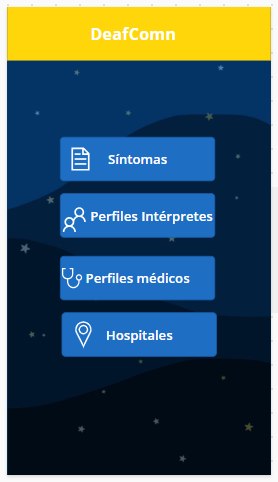 DeafComn
Síntomas
Perfiles Intérpretes
Perfiles médicos
Hospitales